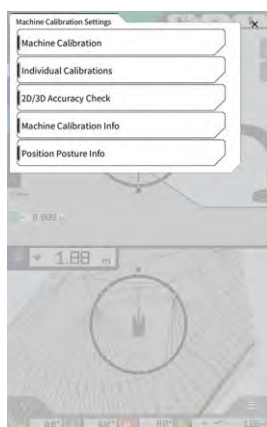 Machine Calibration Settings
×
Machine Calibration
Individual Calibrations
2D/3D Accuracy Check
Machine Calibration Info
Position Posture Info
1.88 m